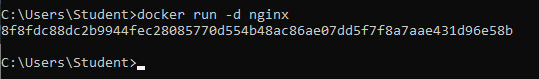 C:\Users\Student>docker run -d nginx
8f8fdc88dc2b9944fec28085770d554b48ac86ae07dd5f7f8a7aae431d96e58b
C:\Users\Student>